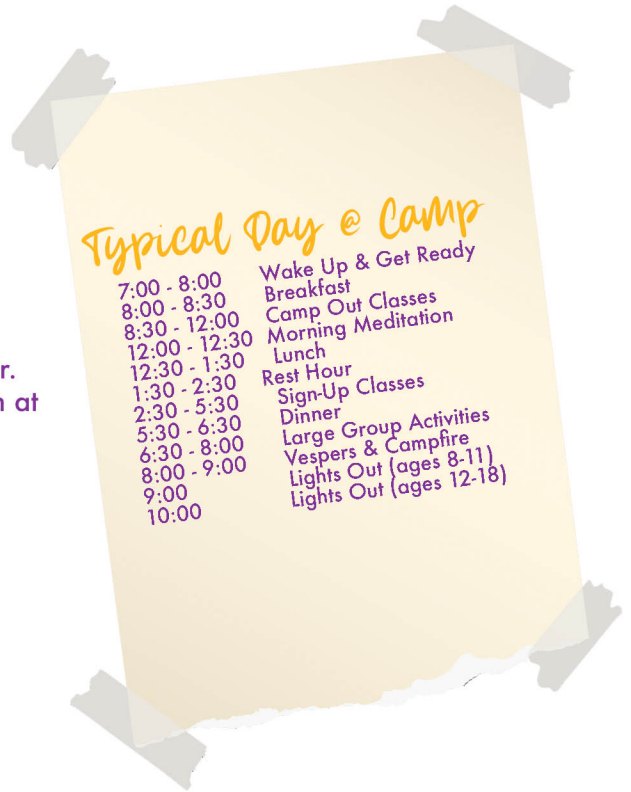 Typical Day @ Camp
7:00 - 8:00 Wake Up & Get Ready
8:00 - 8:30 Breakfast
8:30 - 12:00 Camp Out Classes
12:00 - 12:30 Morning Meditation
12:30 - 1:30 Lunch
1:30 - 2:30 Rest Hour
2:30 - 5:30 Sign-Up Classes
5:30 - 6:30 Dinner
6:30 - 8:00 Large Group Activities
8:00 - 9:00 Vespers & Campfire
9:00 Lights Out (ages 8-11)
10:00 Lights Out (ages 12-18)
r.
at